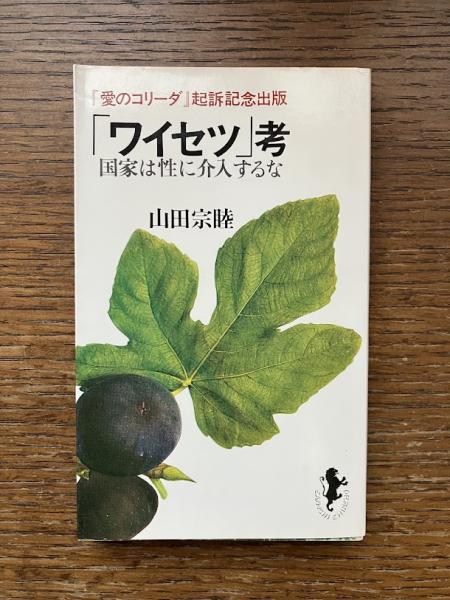 『愛のコリーダ』起訴記念出版
「ワイセツ」考
国家は性に介入するな
山田宗睦